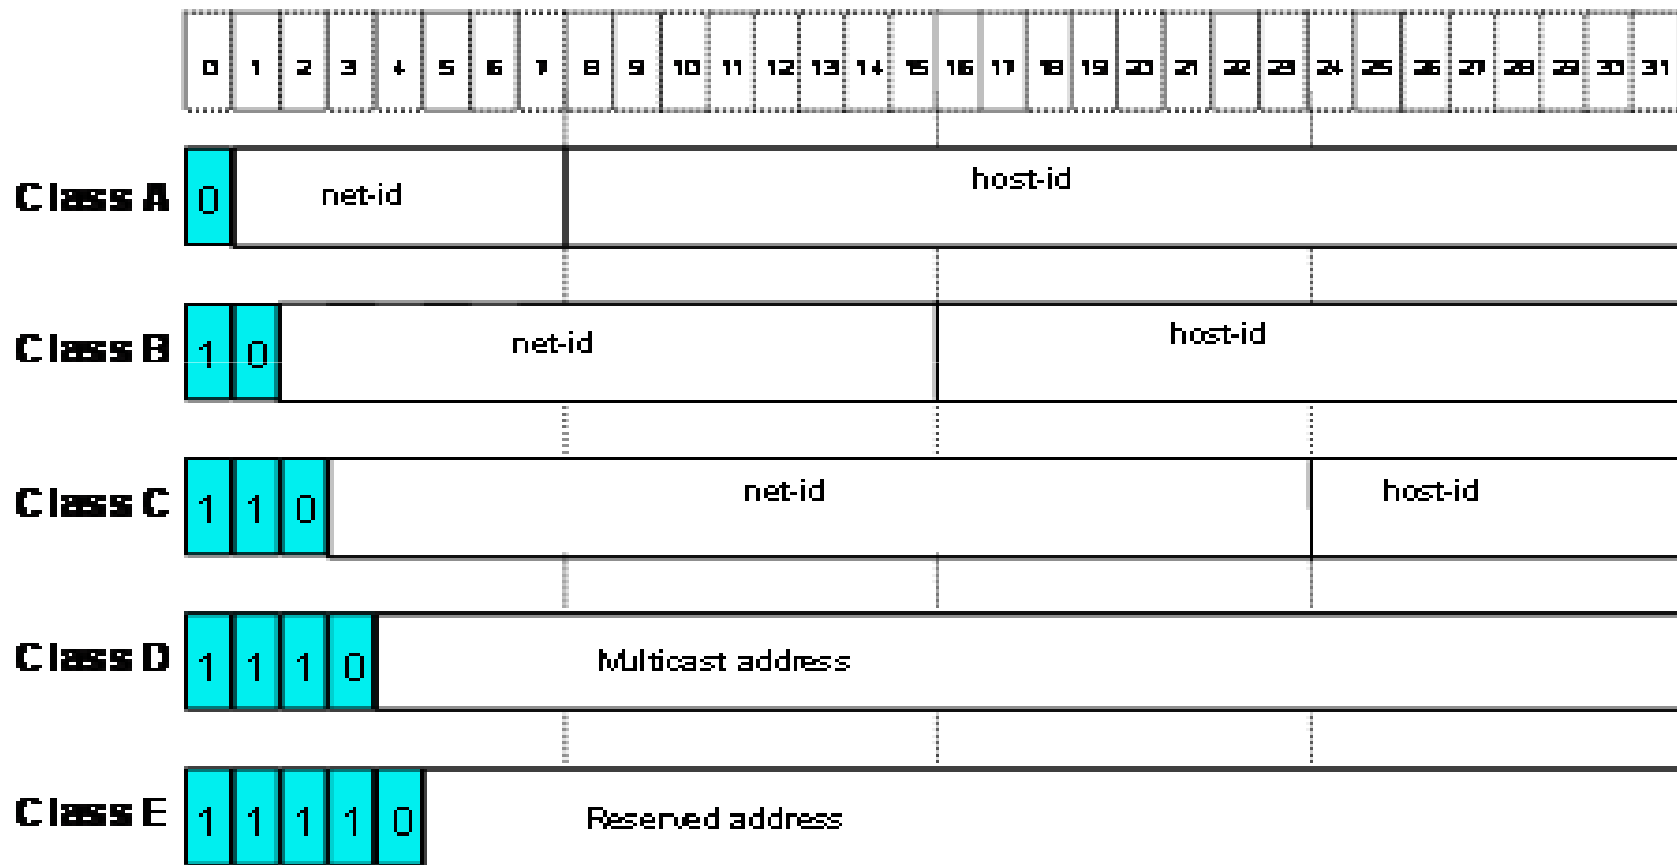 0 1 2 3 4 5 6 7 8 9 10 11 12 13 14 15 16 17 18 19 20 21 22 23 24 25 26 27 28 29 30 31
Class A 0 net-id host-id
Class B 1 0 net-id host-id
Class C 1 1 0 net-id host-id
Class D 1 1 1 0 Multicast address
Class E 1 1 1 1 0 Reserved address